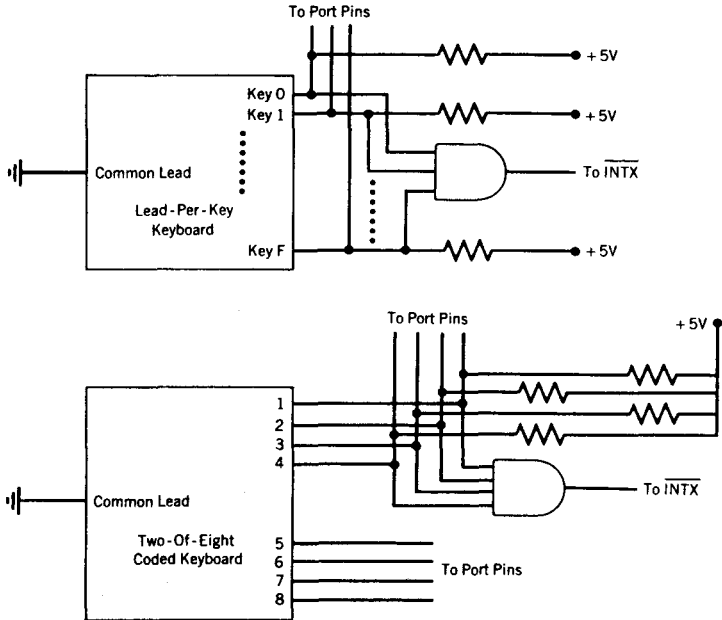 To Port Pins
+5V
Key 0
Key 1
+5V
Common Lead
To INTX
Lead-Per-Key
Keyboard
Key F
+5V
To Port Pins
+5V
1
2
3
4
Common Lead
To INTX
Two-Of-Eight
Coded Keyboard
5
6
To Port Pins
7
8